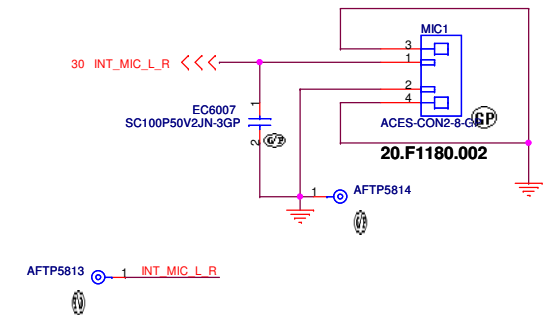 MIC1
3
30 INT_MIC_L_R
1
2
1
EC6007
4
SC100P50V2JN-3GP
ACES-CON2-8-GP
2
20.F1180.002
1
AFTP5814
AFTP5813
1
INT_MIC_L_R